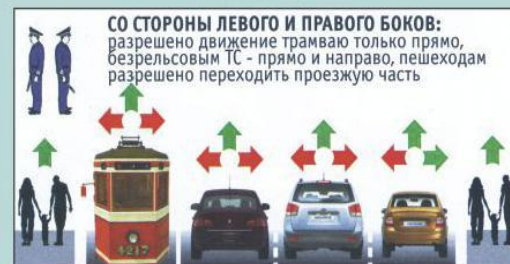 СО СТОРОНЫ ЛЕВОГО И ПРАВОГО БОКОВ:
разрешено движение трамваю только прямо,
безрельсовым ТС - прямо и направо, пешеходам
разрешено переходить проезжую часть
4217